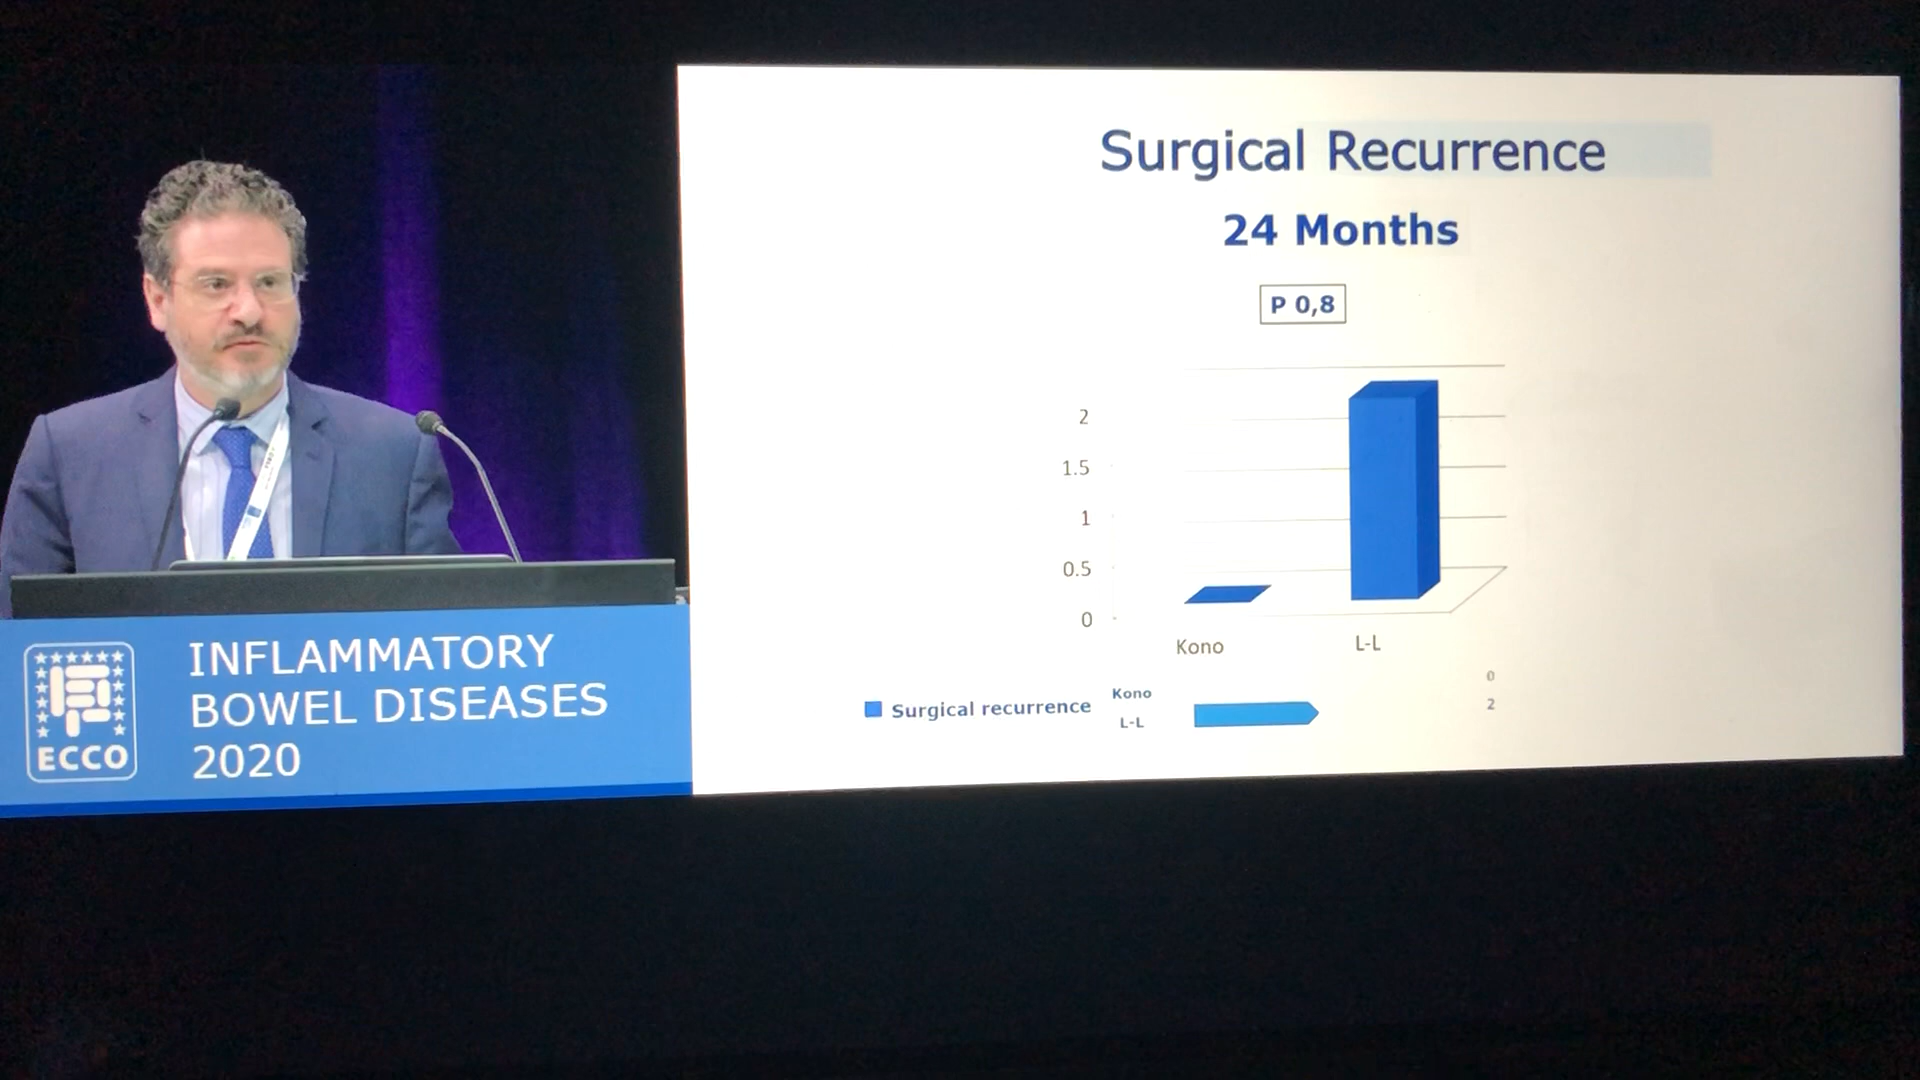 Surgical Recurrence
24 Months
P 0,8
2
1.5
1
0.5
0
Kono
L-L
0
2
Surgical recurrence
Kono
L-L
INFLAMMATORY
BOWEL DISEASES
2020
ECCO